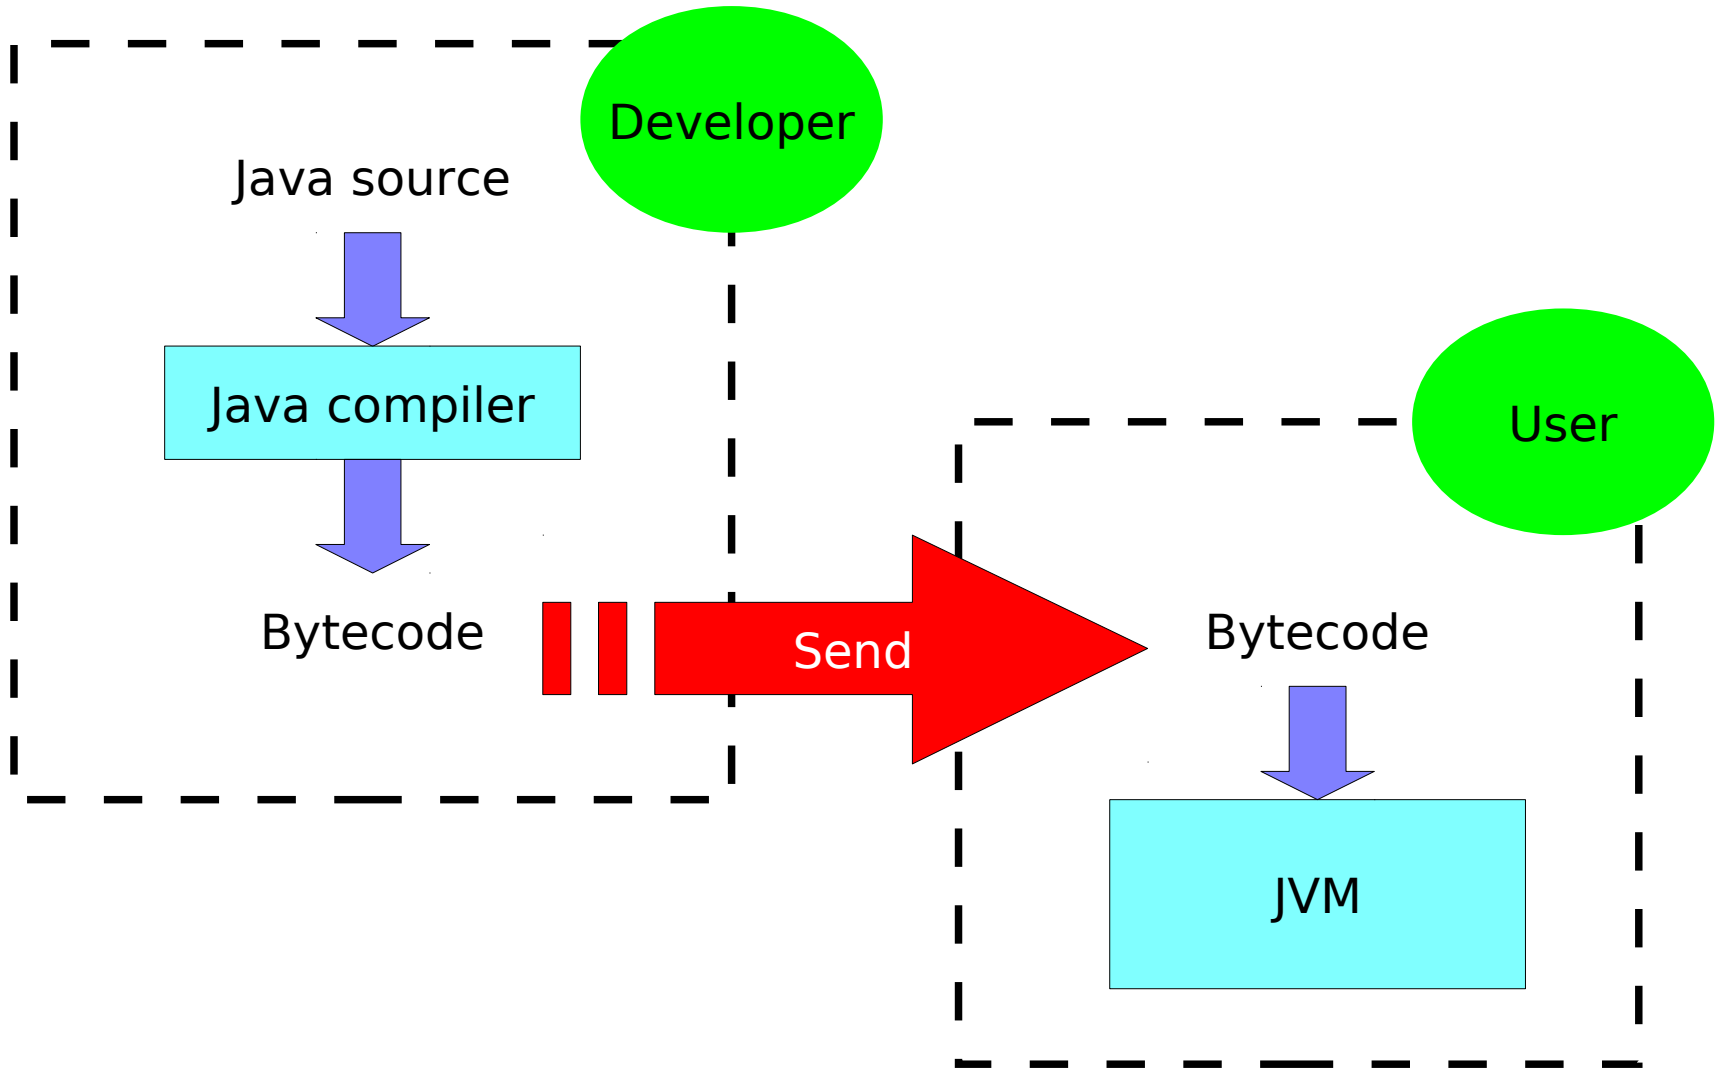 Developer
Java source
Java compiler
Bytecode
Send
User
Bytecode
JVM